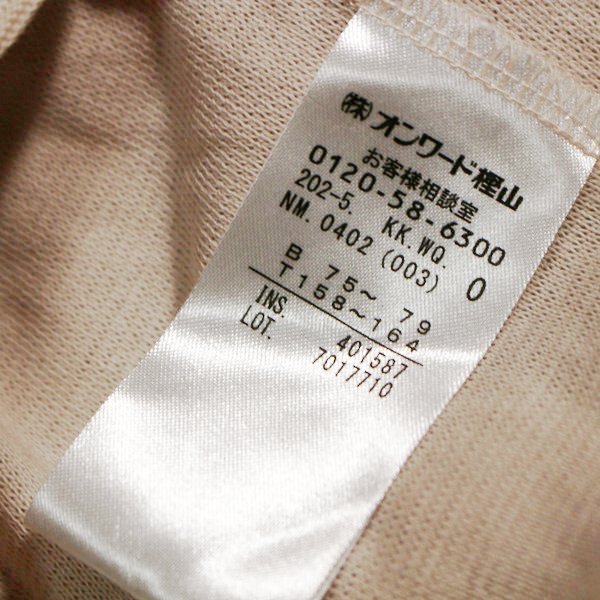 (株)オンワード樫山
お客様相談室
0120-58-6300
202-5. KK.WQ.
NM. 0402 (003) 0
B 75～ 79
T 158～164
INS. 401587
LOT. 7017710